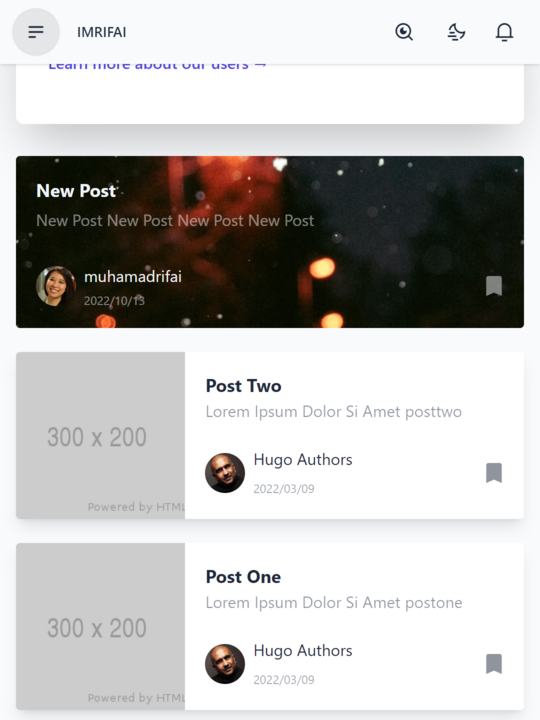 IMRIFAI
Learn more about our users →
New Post
New Post New Post New Post New Post
muhamadrifai
2022/10/13
Post Two
Lorem Ipsum Dolor Si Amet posttwo
300 x 200
Hugo Authors
2022/03/09
Powered by HTML
Post One
Lorem Ipsum Dolor Si Amet postone
300 x 200
Hugo Authors
2022/03/09
Powered by HTML